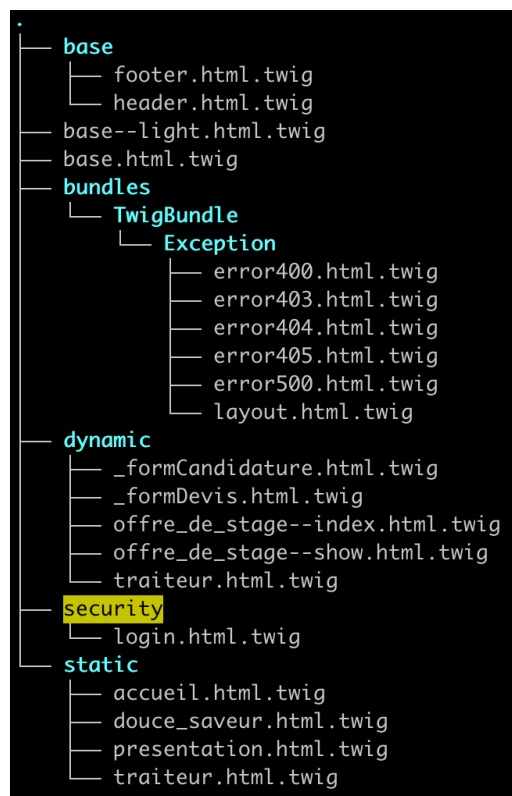 .
├── base
│   ├── footer.html.twig
│   └── header.html.twig
├── base--light.html.twig
├── base.html.twig
├── bundles
│   └── TwigBundle
│       └── Exception
│           ├── error400.html.twig
│           ├── error403.html.twig
│           ├── error404.html.twig
│           ├── error405.html.twig
│           ├── error500.html.twig
│           └── layout.html.twig
├── dynamic
│   ├── _formCandidature.html.twig
│   ├── _formDevis.html.twig
│   ├── offre_de_stage--index.html.twig
│   ├── offre_de_stage--show.html.twig
│   └── traiteur.html.twig
├── security
│   └── login.html.twig
└── static
    ├── accueil.html.twig
    ├── douce_saveur.html.twig
    ├── presentation.html.twig
    └── traiteur.html.twig